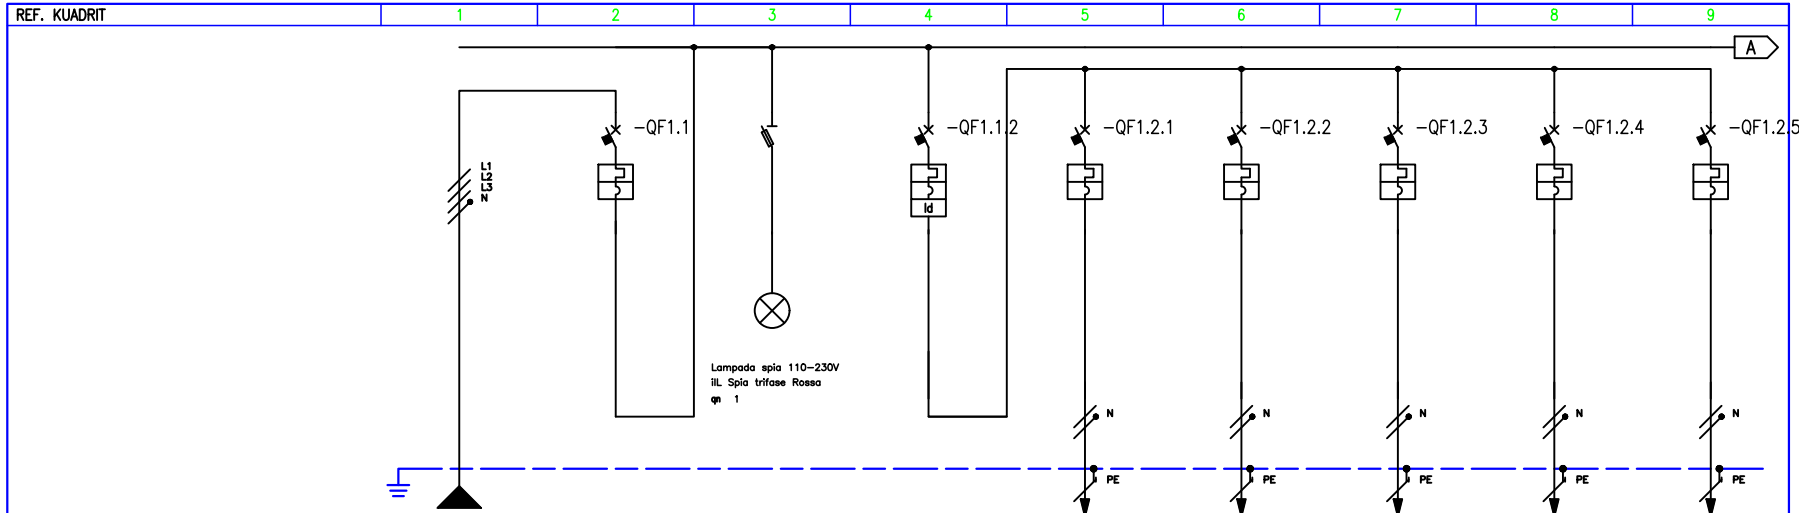 REF. KUADRIT 1 2 3 4 5 6 7 8 9
A
-QF1.1 -QF1.1.2 -QF1.2.1 -QF1.2.2 -QF1.2.3 -QF1.2.4 -QF1.2.5
L1
L2
L3
N
Id
Lampada spia 110-230V
iIL Spia trifase Rossa
qn 1
N N N N N
PE PE PE PE PE